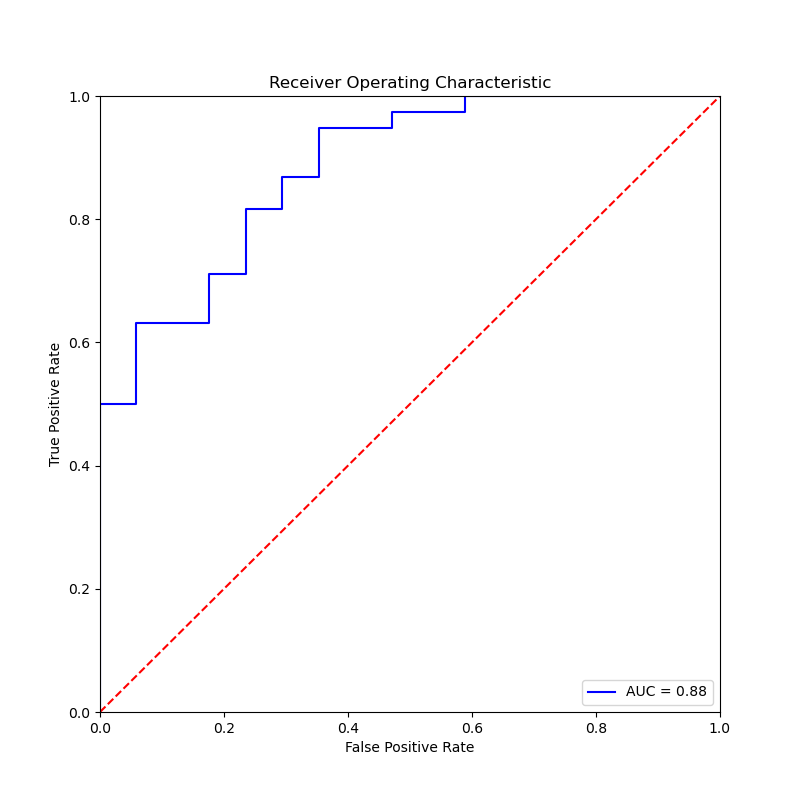 Receiver Operating Characteristic
True Positive Rate
1.0
0.8
0.6
0.4
0.2
0.0
AUC = 0.88
0.0 0.2 0.4 0.6 0.8 1.0
False Positive Rate